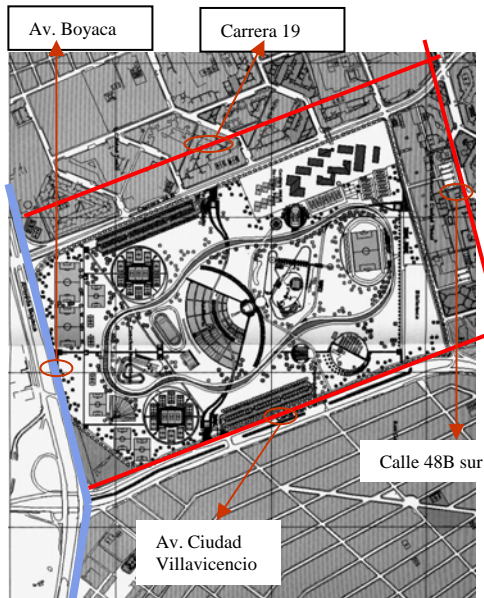 Av. Boyaca
Carrera 19
Calle 48B sur
Av. Ciudad
Villavicencio